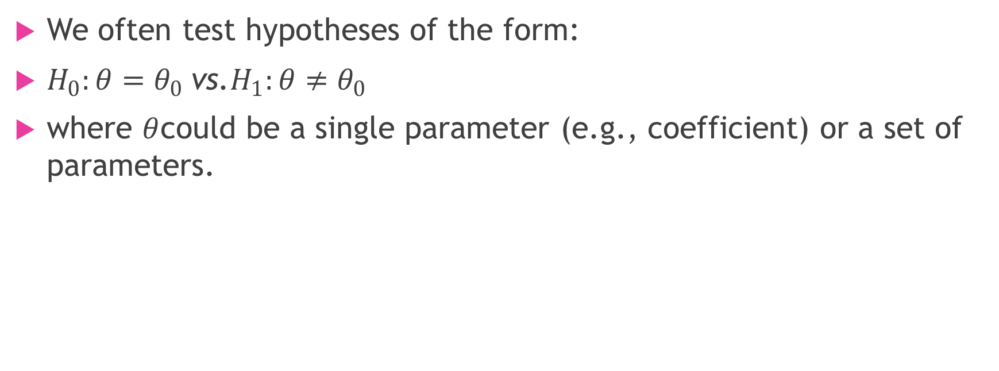 We often test hypotheses of the form:
H₀: θ = θ₀ vs. H₁: θ ≠ θ₀
where θcould be a single parameter (e.g., coefficient) or a set of
parameters.